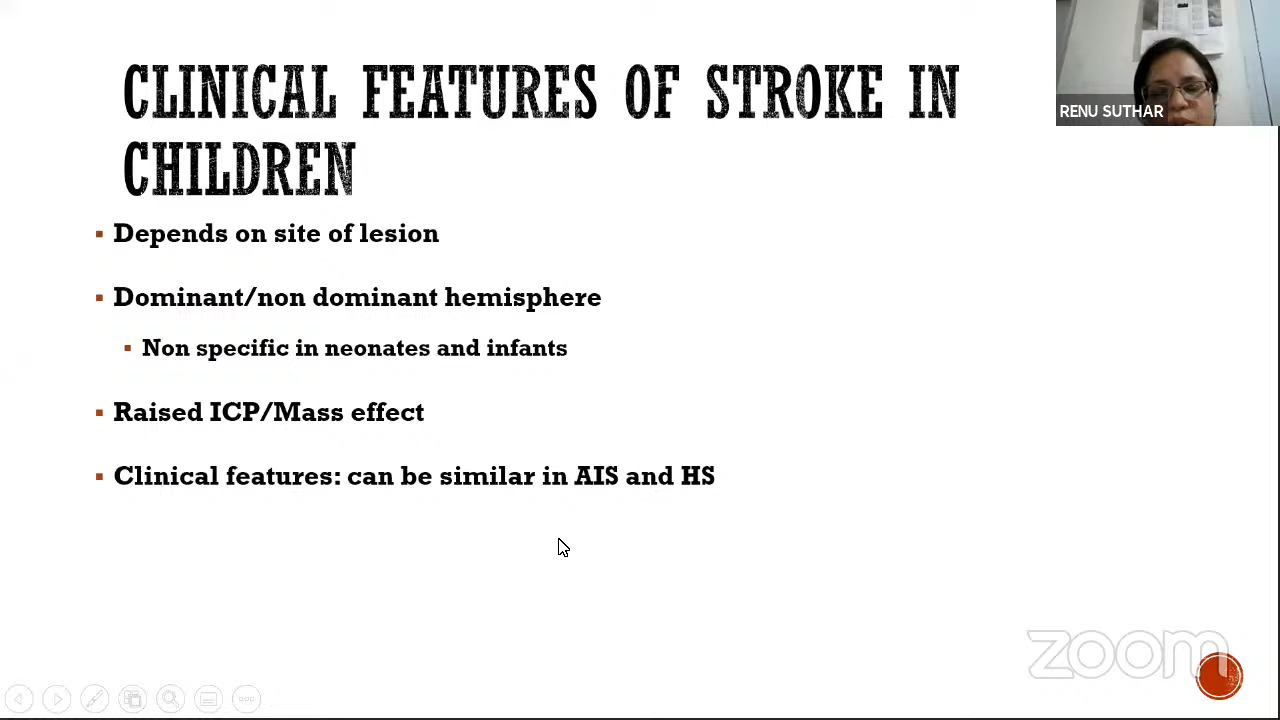 CLINICAL FEATURES OF STROKE IN
CHILDREN
RENU SUTHAR
▪ Depends on site of lesion
▪ Dominant/non dominant hemisphere
▪ Non specific in neonates and infants
▪ Raised ICP/Mass effect
▪ Clinical features: can be similar in AIS and HS
zoom